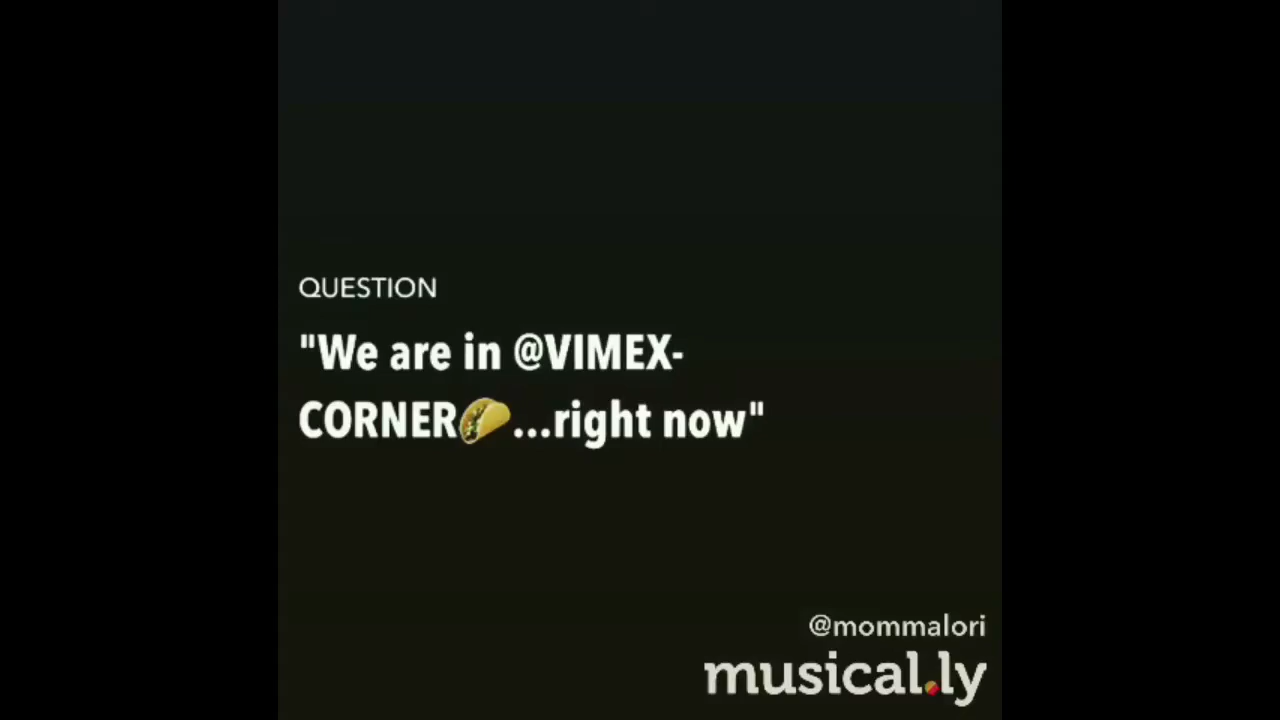 QUESTION
"We are in @VIMEX-
CORNER🌮...right now"
@mommalori
musical.ly